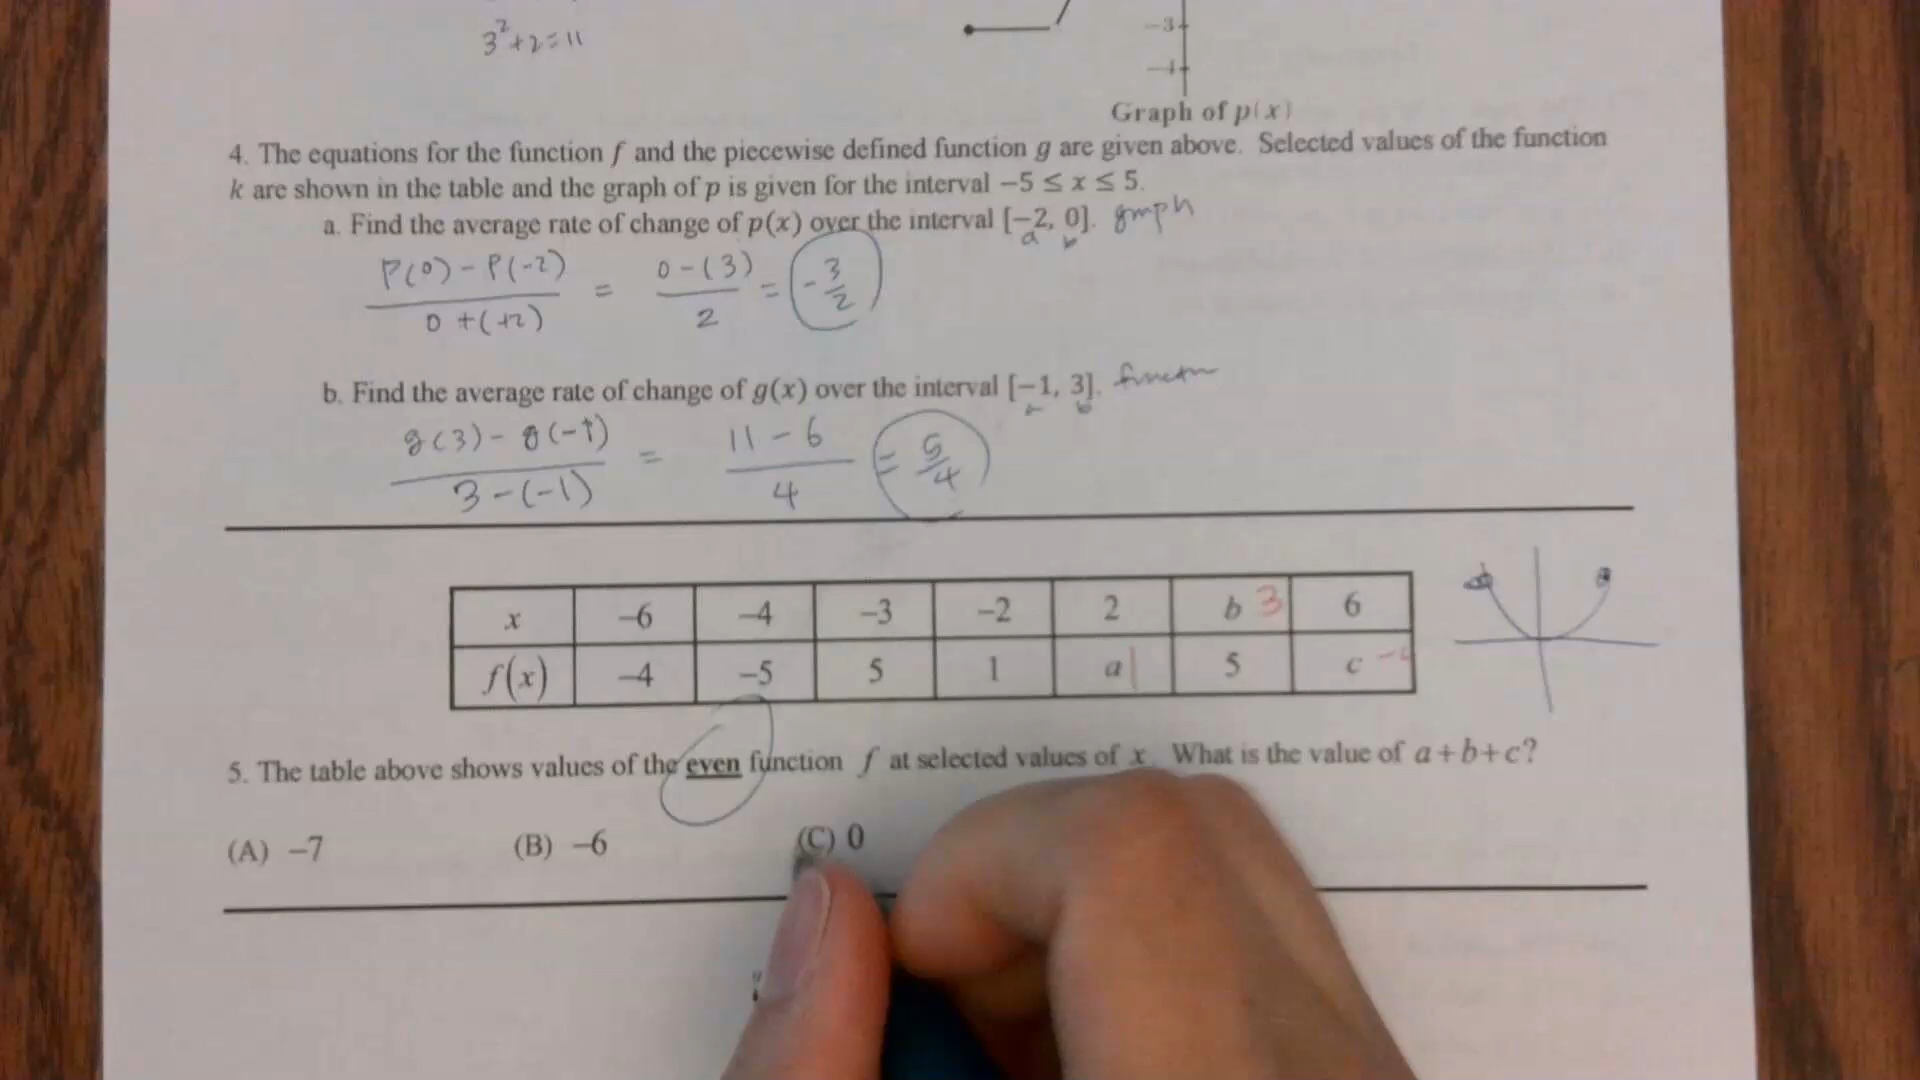 3²+2=11
-3
-4
Graph of p(x)
4. The equations for the function f and the piecewise defined function g are given above. Selected values of the function
k are shown in the table and the graph of p is given for the interval −5 ≤ x ≤ 5.
a. Find the average rate of change of p(x) over the interval [−2, 0]. graph
a b
P(0) - P(-2) / 0 +(+2) = 0 - (3) / 2 = - 3/2
b. Find the average rate of change of g(x) over the interval [−1, 3]. function
a b
g(3) - g(-1) / 3 - (-1) = 11 - 6 / 4 = 5/4
x −6 −4 −3 −2 2 b 3 6
f(x) −4 −5 5 1 a 1 5 c
5. The table above shows values of the even function f at selected values of x. What is the value of a+b+c?
(A) −7 (B) −6 (C) 0